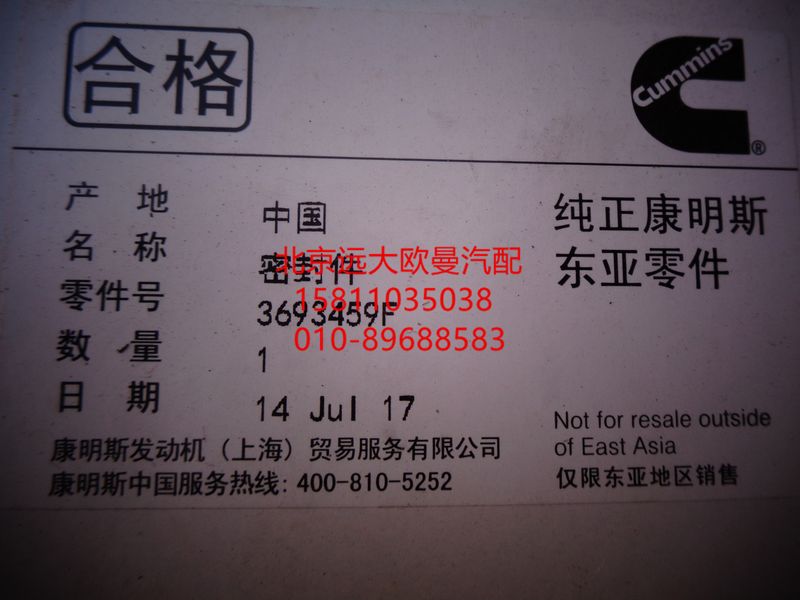 合格
Cummins
®
产 地 中国
名 称 密封件
零件号 3693459F
数 量 1
日 期 14 Jul 17
纯正康明斯
东亚零件
北京远大欧曼汽配
15811035038
010-89688583
Not for resale outside
of East Asia
仅限东亚地区销售
康明斯发动机（上海）贸易服务有限公司
康明斯中国服务热线: 400-810-5252